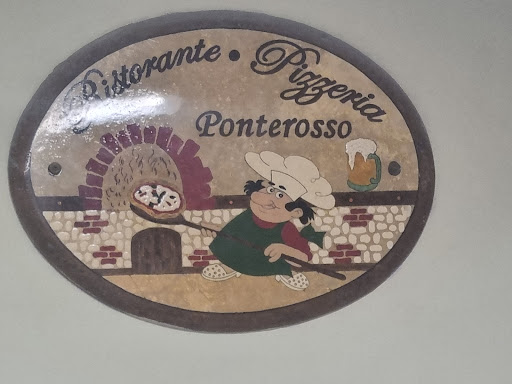 Ristorante • Pizzeria
Ponterosso